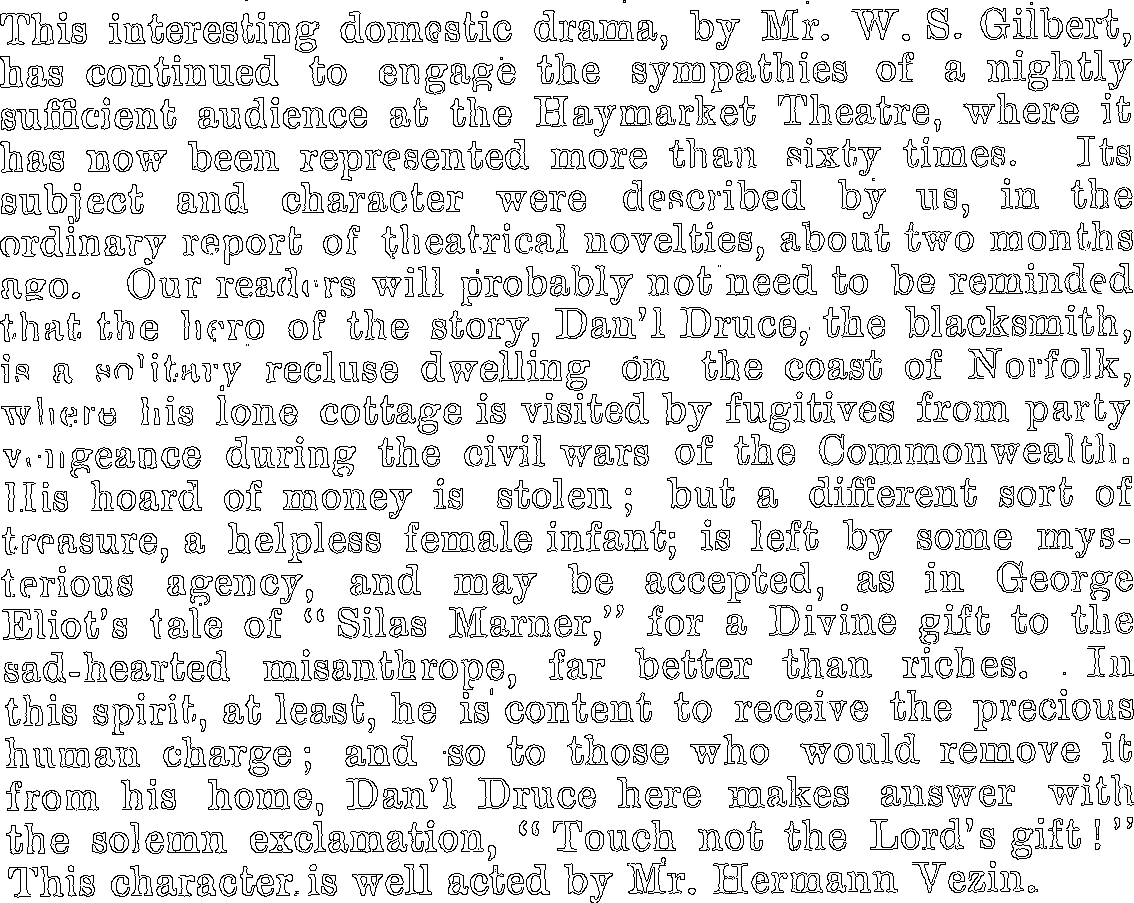 This interesting domestic drama, by Mr. W. S. Gilbert,
has continued to engage the sympathies of a nightly
sufficient audience at the Haymarket Theatre, where it
has now been represented more than sixty times. Its
subject and character were described by us, in the
ordinary report of theatrical novelties, about two months
ago. Our readers will probably not need to be reminded
that the hero of the story, Dan'l Druce, the blacksmith,
is a solitary recluse dwelling on the coast of Norfolk,
where his lone cottage is visited by fugitives from party
vengeance during the civil wars of the Commonwealth.
His hoard of money is stolen; but a different sort of
treasure, a helpless female infant; is left by some mys-
terious agency, and may be accepted, as in George
Eliot's tale of "Silas Marner," for a Divine gift to the
sad-hearted misanthrope, far better than riches. In
this spirit, at least, he is content to receive the precious
human charge; and so to those who would remove it
from his home, Dan'l Druce here makes answer with
the solemn exclamation, "Touch not the Lord's gift!"
This character is well acted by Mr. Hermann Vezin.